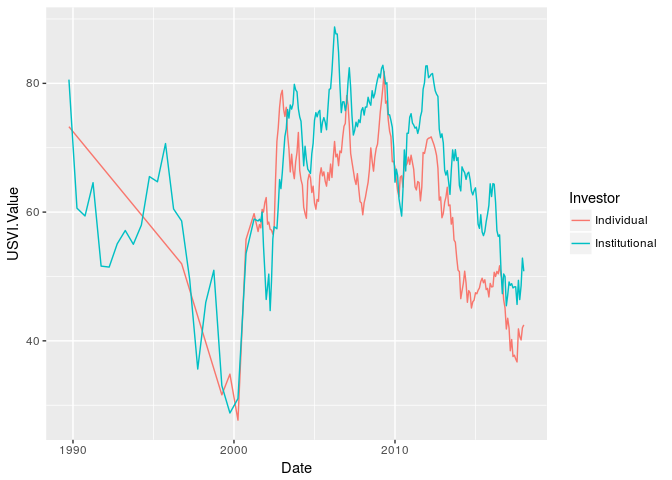 80
60
40
USVI.Value
1990
2000
2010
Date
Investor
Individual
Institutional